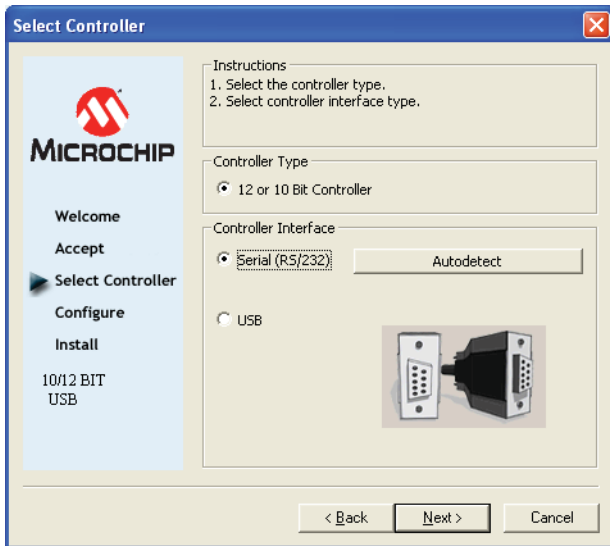 Select Controller
MICROCHIP
Welcome
Accept
Select Controller
Configure
Install
10/12 BIT
USB
Instructions
1. Select the controller type.
2. Select controller interface type.
Controller Type
12 or 10 Bit Controller
Controller Interface
Serial (RS/232)
Autodetect
USB
< Back
Next >
Cancel